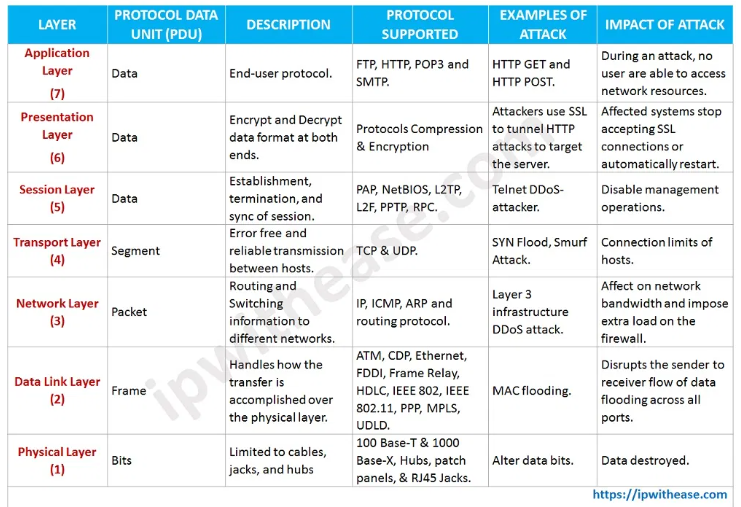 LAYER
PROTOCOL DATA
UNIT (PDU)
DESCRIPTION
PROTOCOL
SUPPORTED
EXAMPLES OF
ATTACK
IMPACT OF ATTACK
Application
Layer
(7)
Data
End-user protocol.
FTP, HTTP, POP3 and
SMTP.
HTTP GET and
HTTP POST.
During an attack, no
user are able to access
network resources.
Presentation
Layer
(6)
Data
Encrypt and Decrypt
data format at both
ends.
Protocols Compression
& Encryption
Attackers use SSL
to tunnel HTTP
attacks to target
the server.
Affected systems stop
accepting SSL
connections or
automatically restart.
Session Layer
(5)
Data
Establishment,
termination, and
sync of session.
PAP, NetBIOS, L2TP,
L2F, PPTP, RPC.
Telnet DDoS-
attacker.
Disable management
operations.
Transport Layer
(4)
Segment
Error free and
reliable transmission
between hosts.
TCP & UDP.
SYN Flood, Smurf
Attack.
Connection limits of
hosts.
Network Layer
(3)
Packet
Routing and
Switching
information to
different networks.
IP, ICMP, ARP and
routing protocol.
Layer 3
infrastructure
DDoS attack.
Affect on network
bandwidth and impose
extra load on the
firewall.
Data Link Layer
(2)
Frame
Handles how the
transfer is
accomplished over
the physical layer.
ATM, CDP, Ethernet,
FDDI, Frame Relay,
HDLC, IEEE 802, IEEE
802.11, PPP, MPLS,
UDLD.
MAC flooding.
Disrupts the sender to
receiver flow of data
flooding across all
ports.
Physical Layer
(1)
Bits
Limited to cables,
jacks, and hubs
100 Base-T & 1000
Base-X, Hubs, patch
panels, & RJ45 Jacks.
Alter data bits.
Data destroyed.
https://ipwithease.com
ipwithease.com